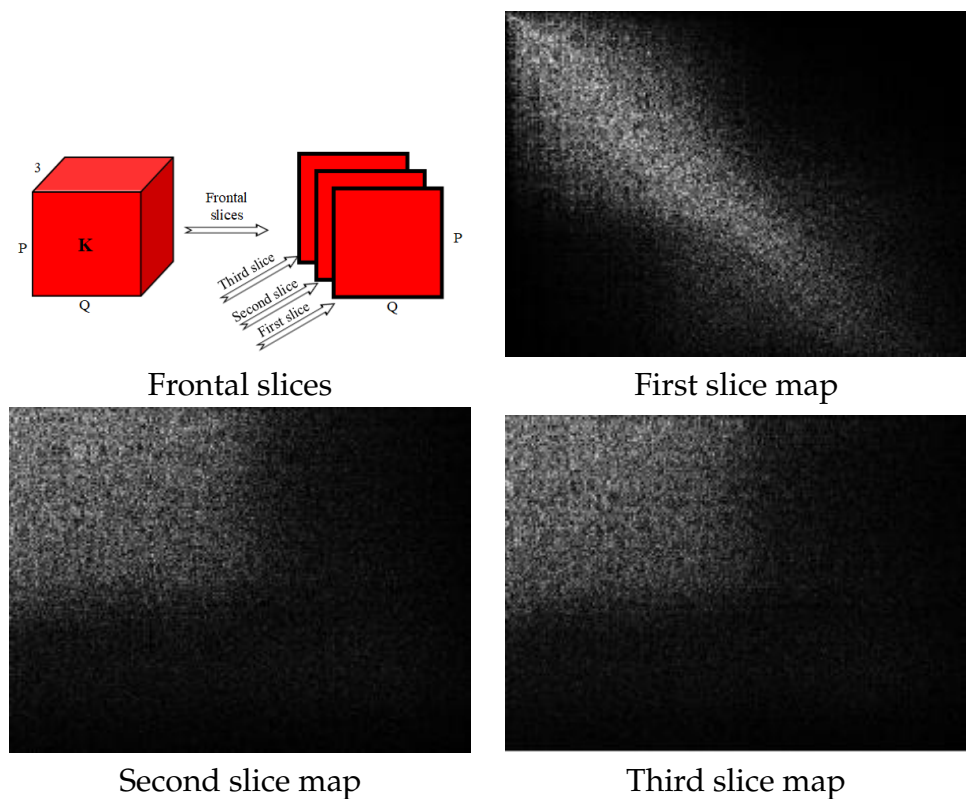 3
P
K
Q
Frontal
slices
Third slice
Second slice
First slice
P
Q
Frontal slices
First slice map
Second slice map
Third slice map